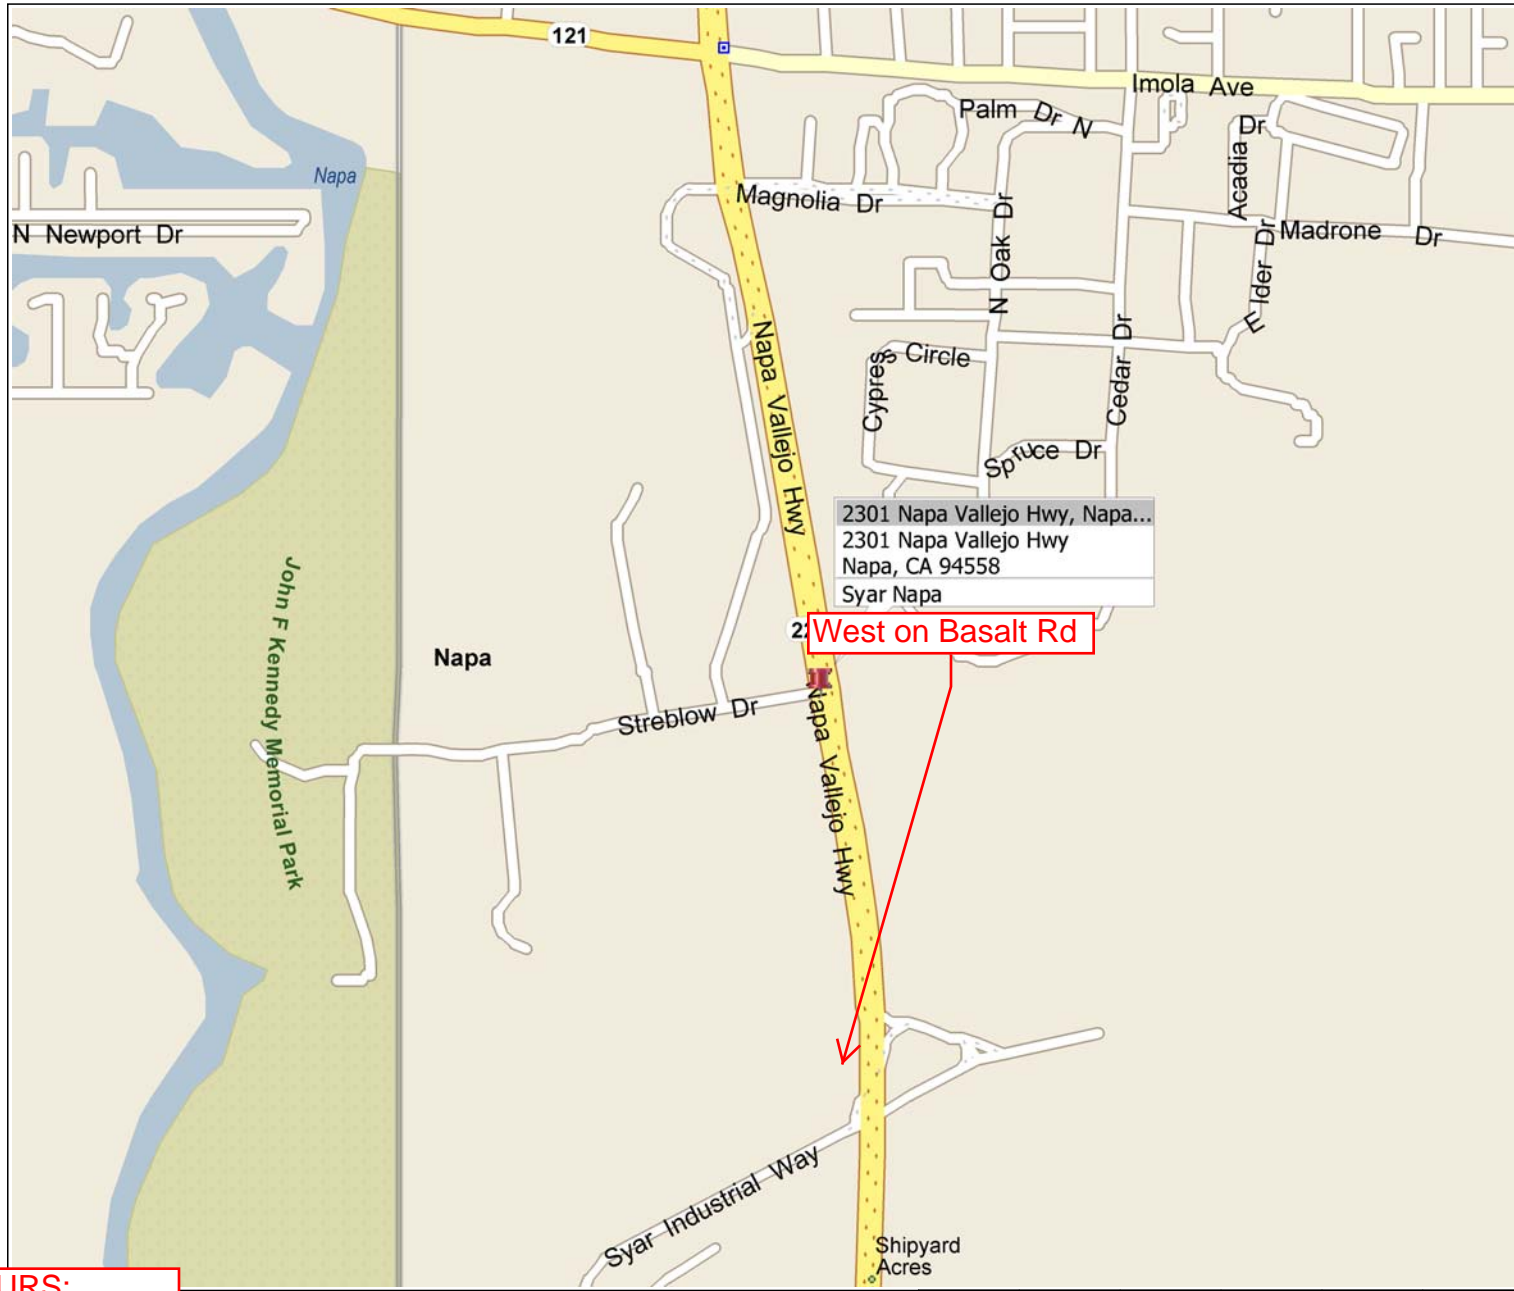 121
Imola Ave
Palm Dr N
Acadia Dr
Napa
Magnolia Dr
N Oak Dr
Madrone Dr
N Newport Dr
Elder Dr
Napa Vallejo Hwy
Cypress Circle
Cedar Dr
Spruce Dr
2301 Napa Vallejo Hwy, Napa...
2301 Napa Vallejo Hwy
Napa, CA 94558
Syar Napa
West on Basalt Rd
John F Kennedy Memorial Park
Napa
Streblow Dr
Napa Vallejo Hwy
Syar Industrial Way
Shipyard
Acres